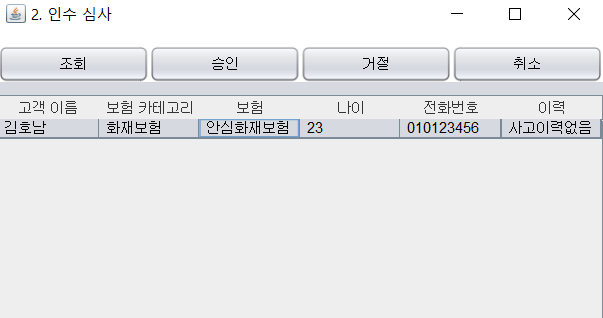 2. 인수 심사
조회 승인 거절 취소
고객 이름 보험 카테고리 보험 나이 전화번호 이력
김호남 화재보험 안심화재보험 23 010123456 사고이력없음